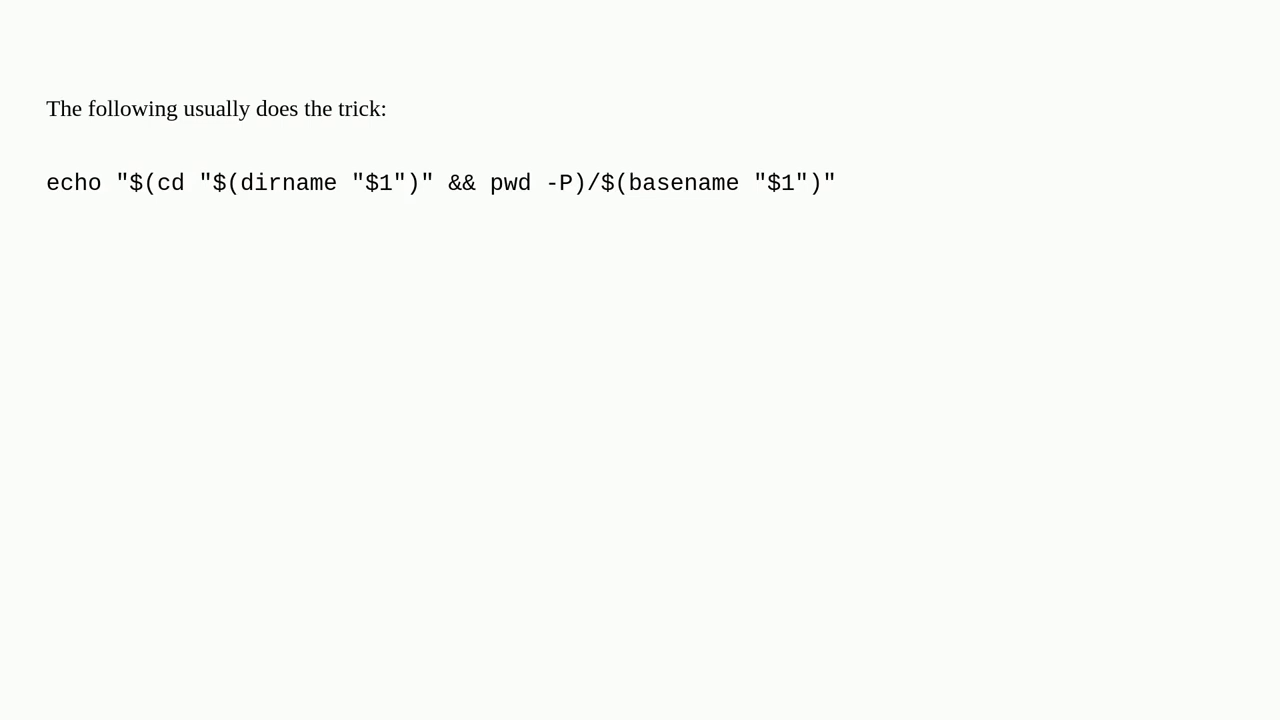 The following usually does the trick:
echo "$(cd "$(dirname "$1")" && pwd -P)/$(basename "$1")"